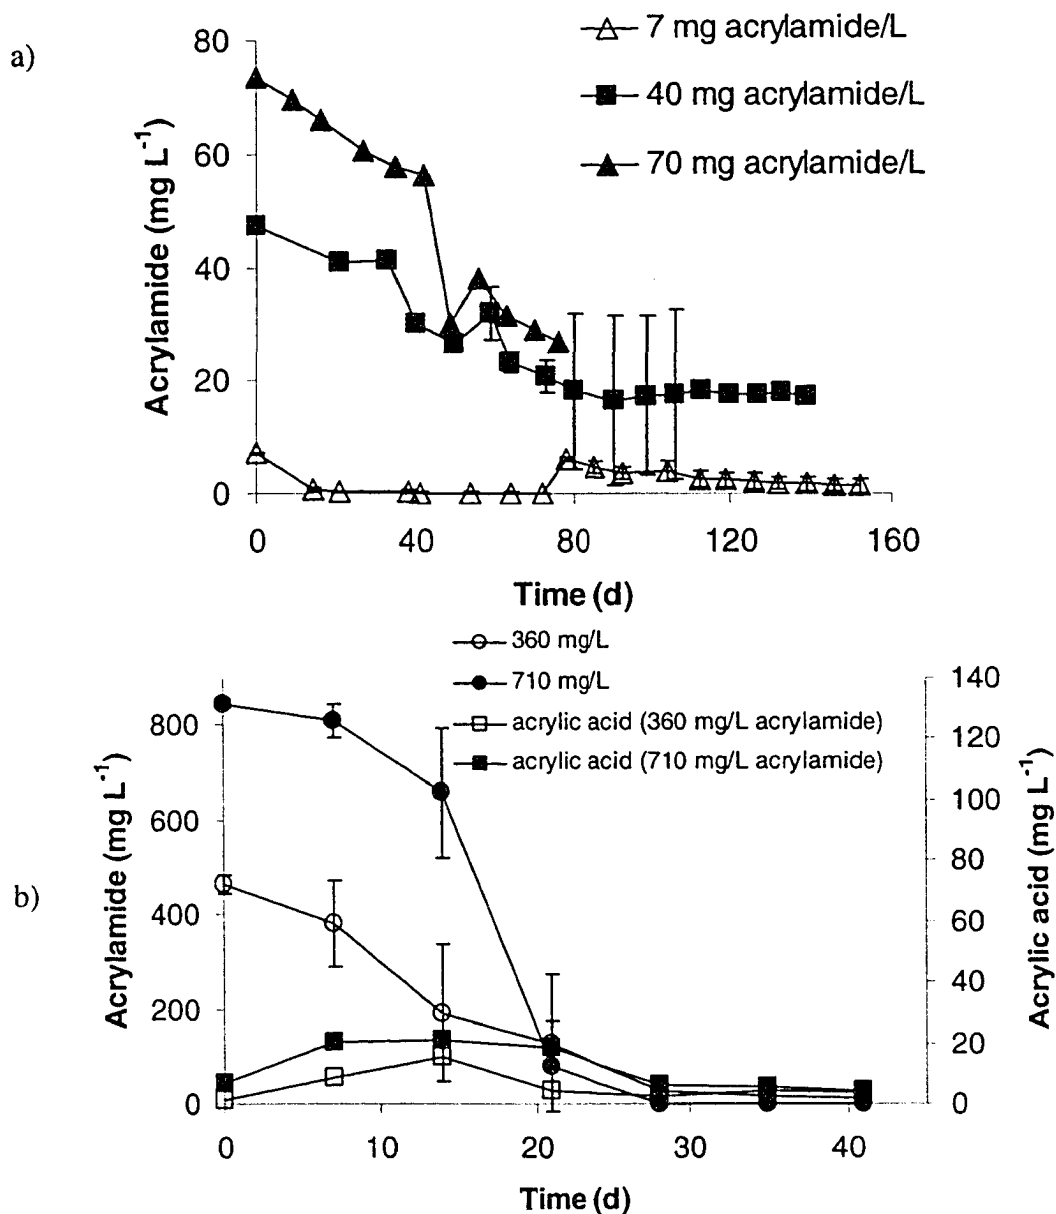 a)
7 mg acrylamide/L
40 mg acrylamide/L
70 mg acrylamide/L
Acrylamide (mg L-1)
80
60
40
20
0
0 40 80 120 160
Time (d)
b)
360 mg/L
710 mg/L
acrylic acid (360 mg/L acrylamide)
acrylic acid (710 mg/L acrylamide)
Acrylamide (mg L-1)
800
600
400
200
0
140
120
100
80
60
40
20
0
Acrylic acid (mg L-1)
0 10 20 30 40
Time (d)